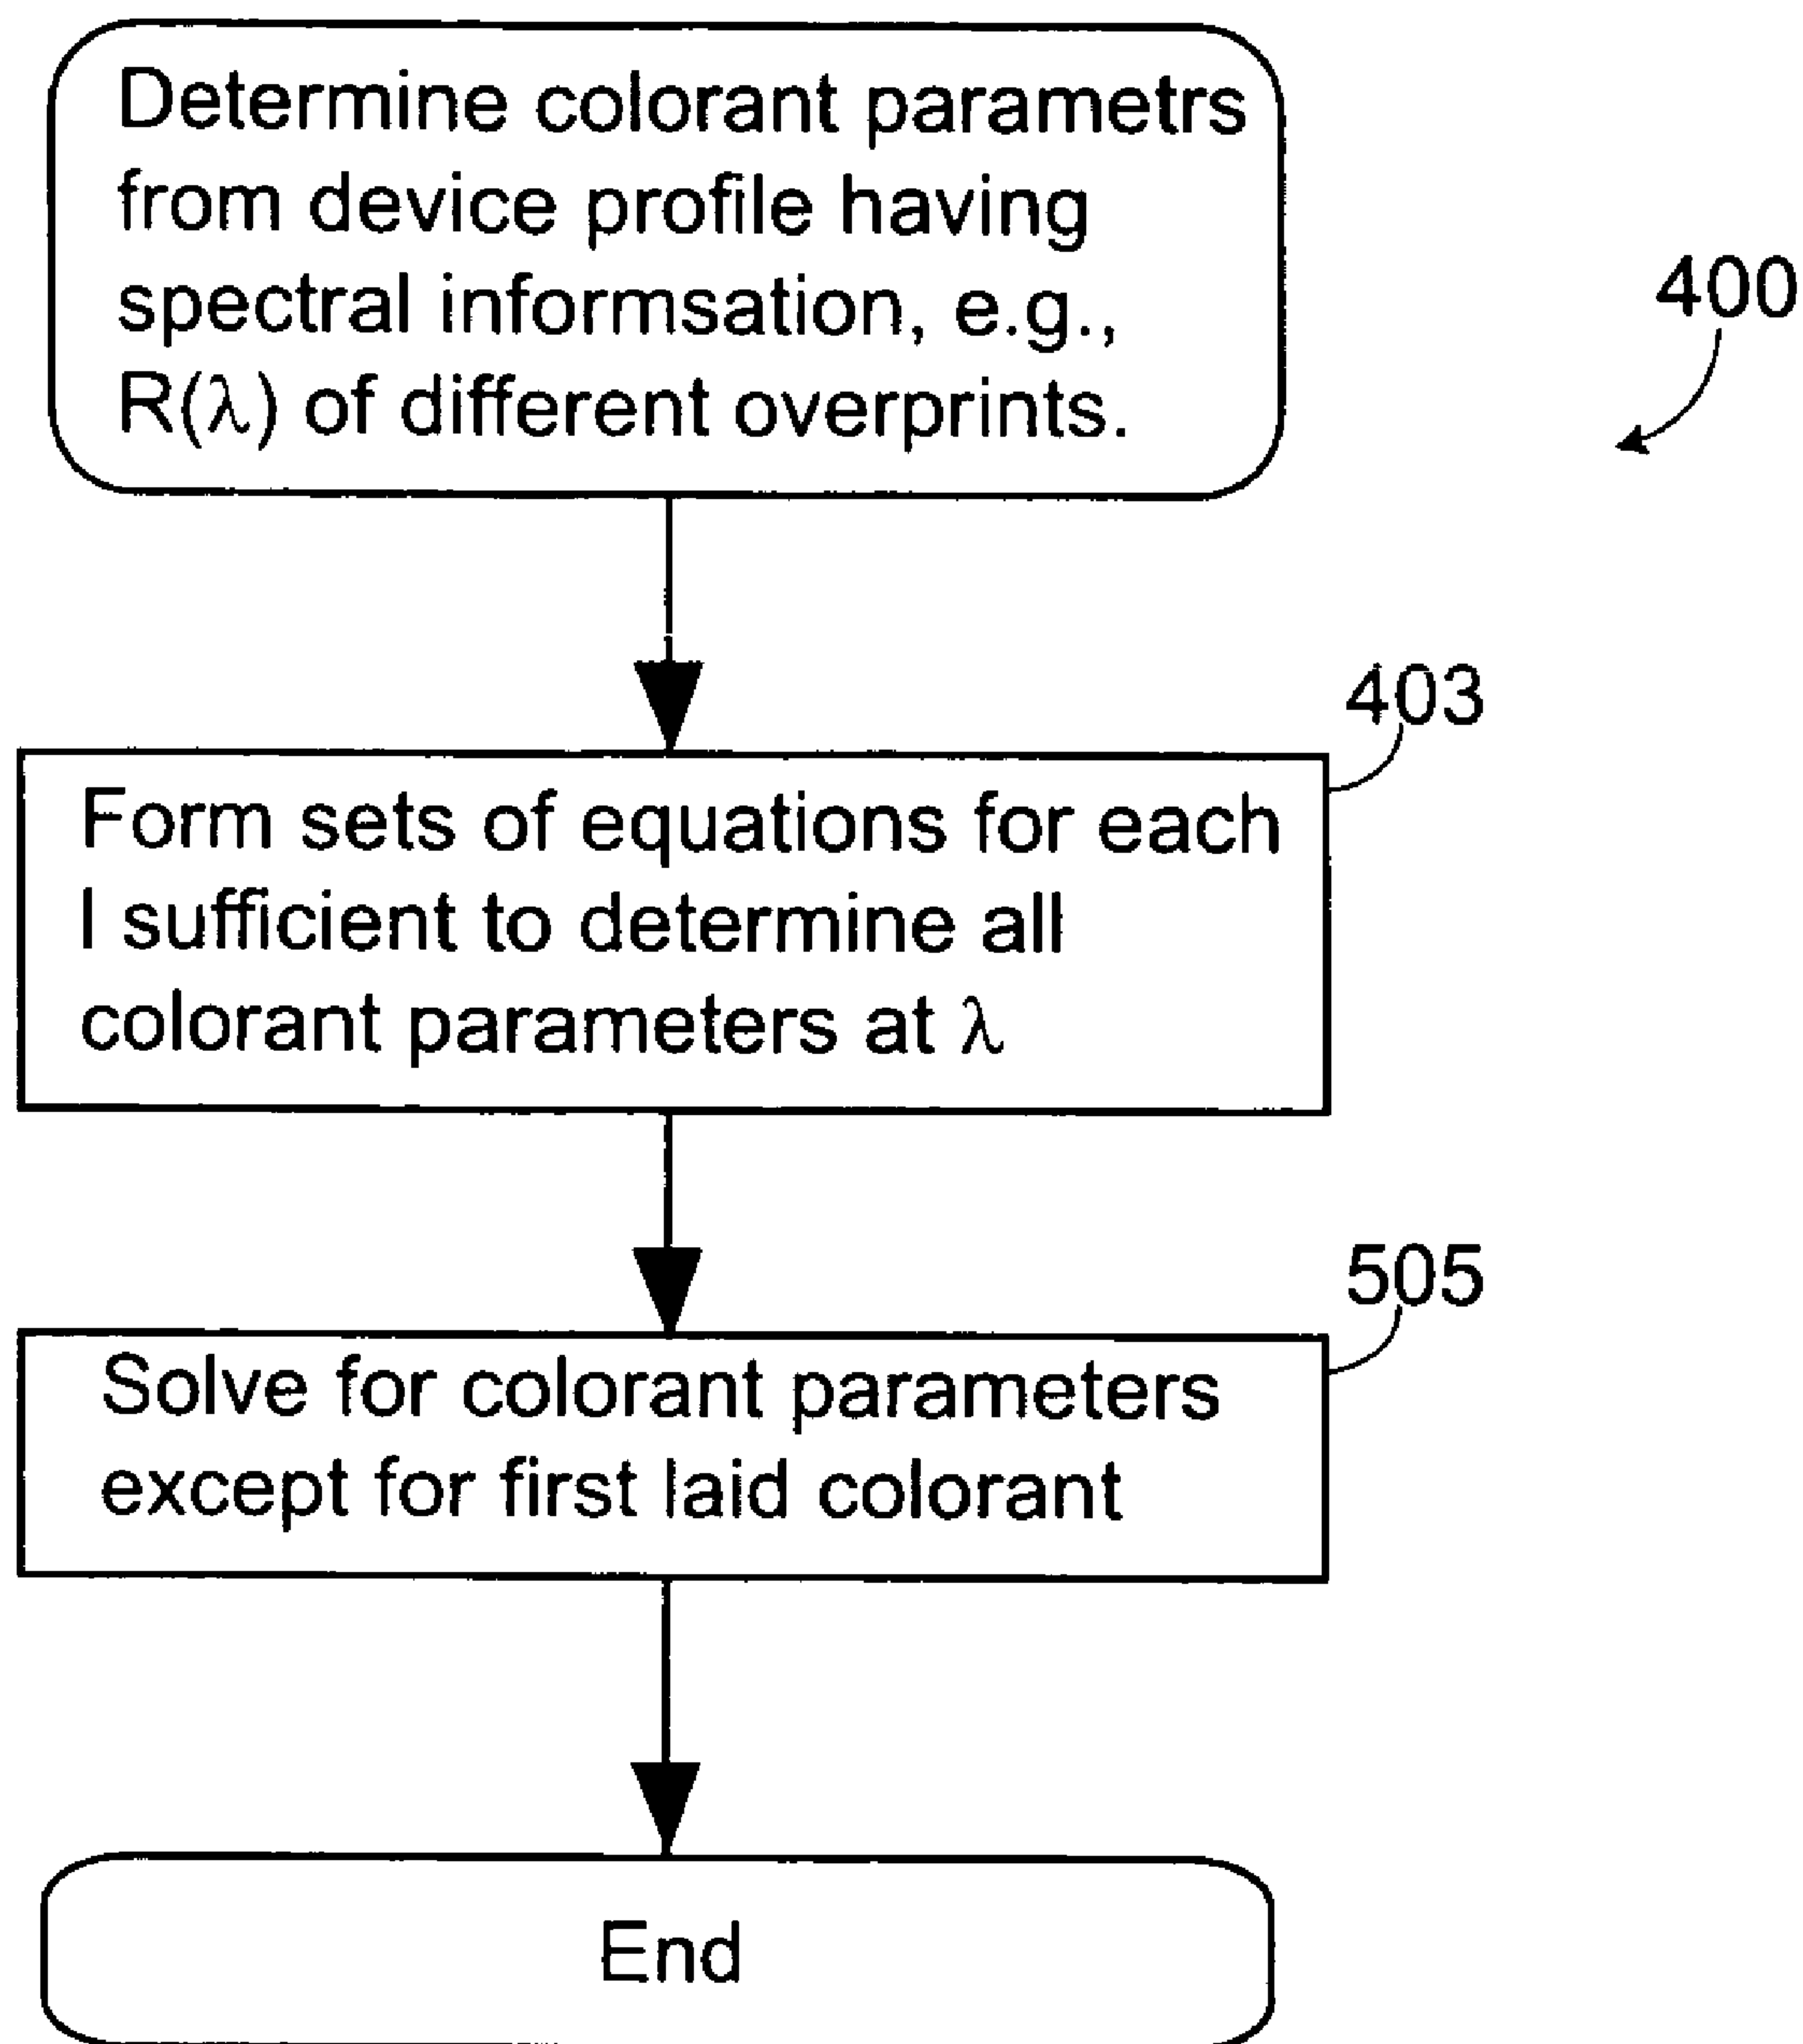 Determine colorant parametrs
from device profile having
spectral informsation, e.g.,
R(λ) of different overprints.
400
403
Form sets of equations for each
l sufficient to determine all
colorant parameters at λ
505
Solve for colorant parameters
except for first laid colorant
End